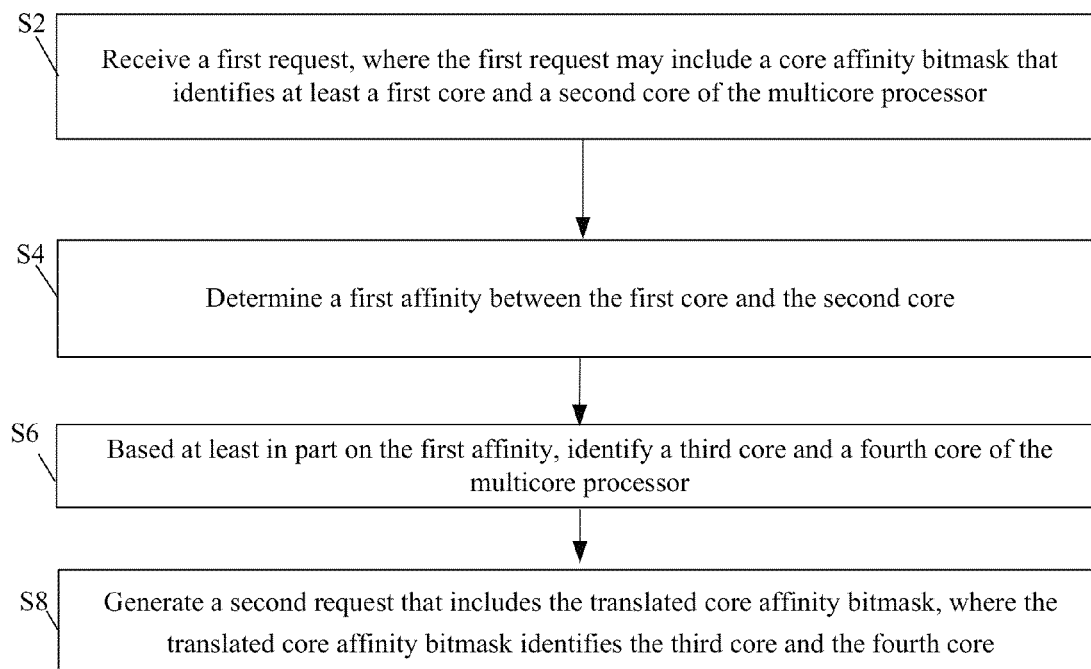 S2
Receive a first request, where the first request may include a core affinity bitmask that
identifies at least a first core and a second core of the multicore processor
S4
Determine a first affinity between the first core and the second core
S6
Based at least in part on the first affinity, identify a third core and a fourth core of the
multicore processor
S8
Generate a second request that includes the translated core affinity bitmask, where the
translated core affinity bitmask identifies the third core and the fourth core